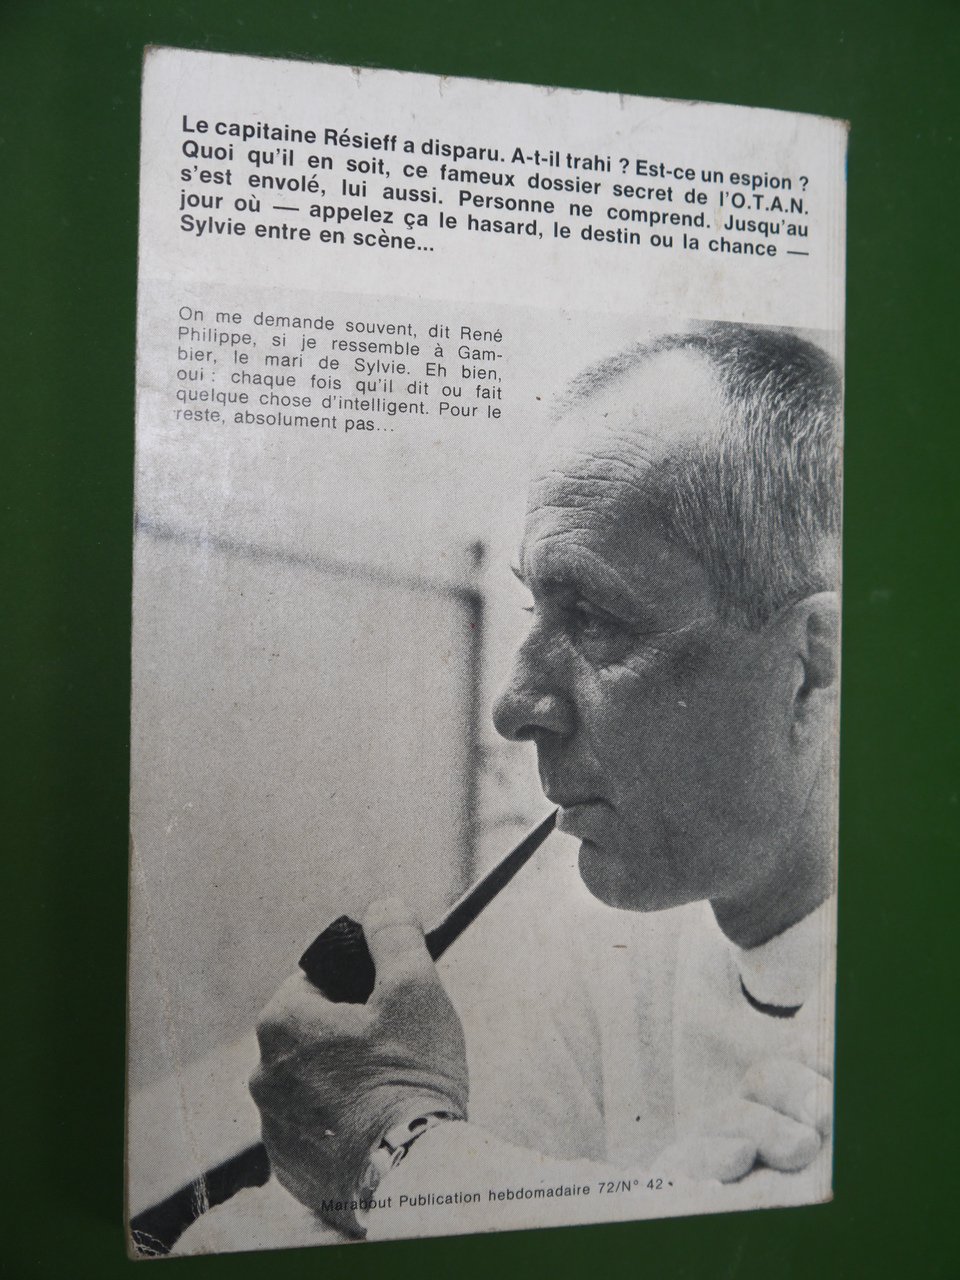 Le capitaine Résieff a disparu. A-t-il trahi ? Est-ce un espion ?
Quoi qu'il en soit, ce fameux dossier secret de l'O.T.A.N.
s'est envolé, lui aussi. Personne ne comprend. Jusqu'au
jour où — appelez ça le hasard, le destin ou la chance —
Sylvie entre en scène...
On me demande souvent, dit René
Philippe, si je ressemble à Gam-
bier, le mari de Sylvie. Eh bien,
oui : chaque fois qu'il dit ou fait
quelque chose d'intelligent. Pour le
reste, absolument pas...
Marabout Publication hebdomadaire 72/N° 42